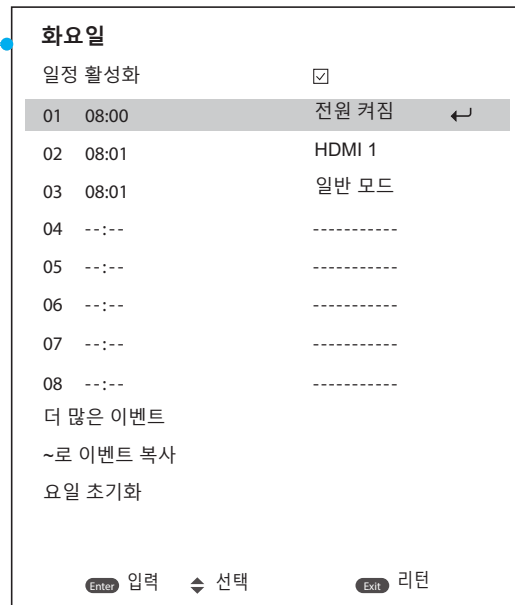 화요일
일정 활성화
01 08:00 전원 켜짐
02 08:01 HDMI 1
03 08:01 일반 모드
04 --:-- -----------
05 --:-- -----------
06 --:-- -----------
07 --:-- -----------
08 --:-- -----------
더 많은 이벤트
~로 이벤트 복사
요일 초기화
Enter 입력 선택 Exit 리턴